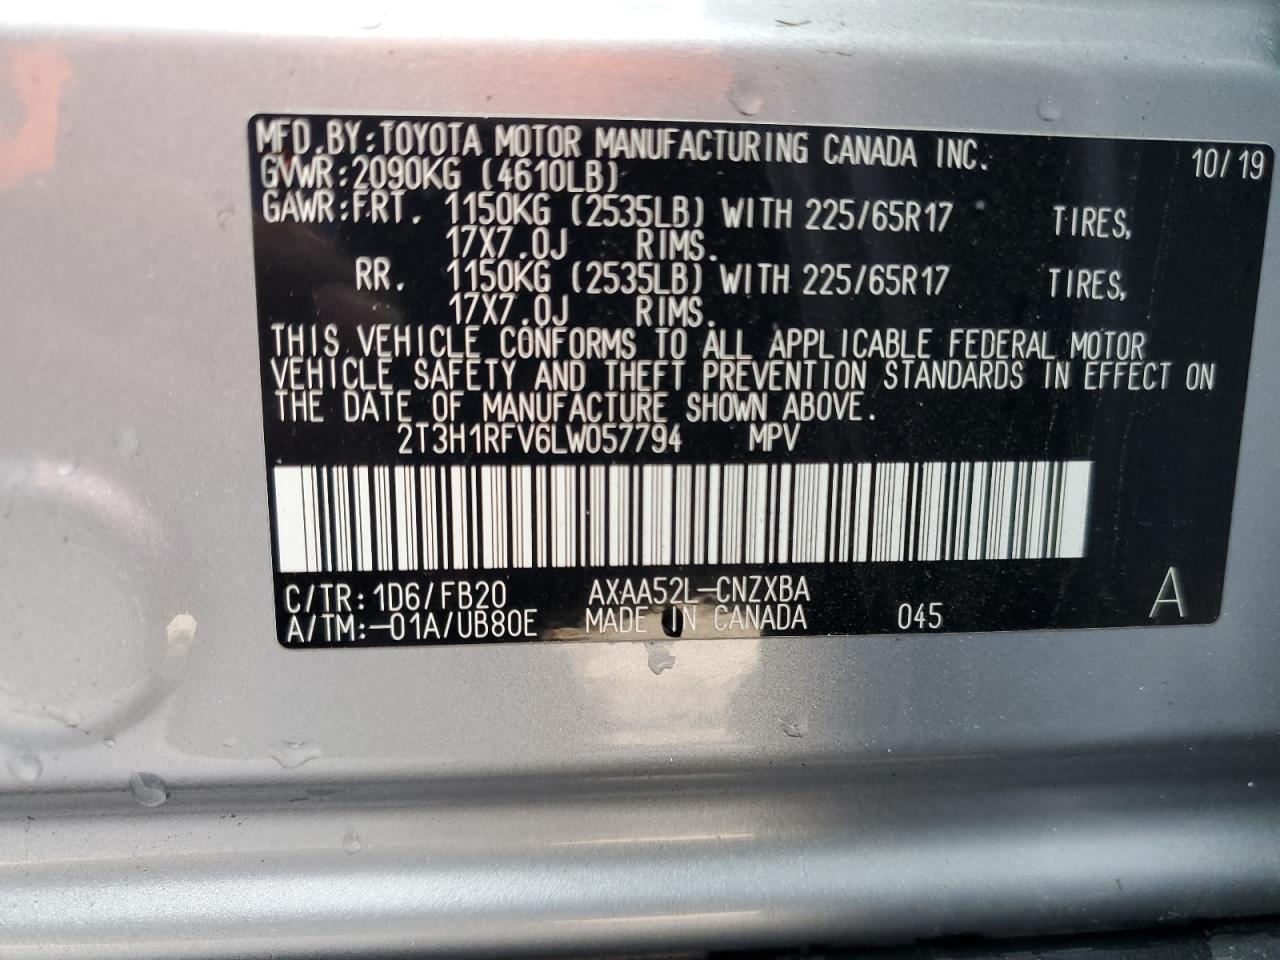 MFD.BY:TOYOTA MOTOR MANUFACTURING CANADA INC. 10/19
GVWR:2090KG (4610LB)
GAWR:FRT. 1150KG (2535LB) WITH 225/65R17 TIRES,
17X7.0J RIMS.
RR. 1150KG (2535LB) WITH 225/65R17 TIRES,
17X7.0J RIMS.
THIS VEHICLE CONFORMS TO ALL APPLICABLE FEDERAL MOTOR
VEHICLE SAFETY AND THEFT PREVENTION STANDARDS IN EFFECT ON
THE DATE OF MANUFACTURE SHOWN ABOVE.
2T3H1RFV6LW057794 MPV
C/TR:1D6/FB20 AXAA52L-CNZXBA
A/TM:-01A/UB80E MADE IN CANADA 045 A